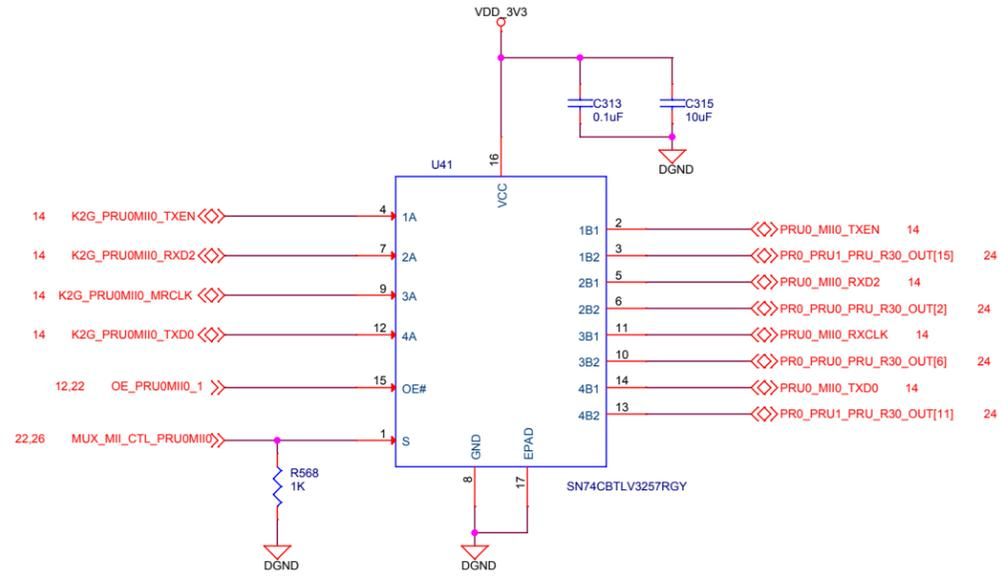 VDD_3V3
C313
0.1uF
C315
10uF
DGND
U41
16
VCC
14 K2G_PRU0MII0_TXEN 4 1A
14 K2G_PRU0MII0_RXD2 7 2A
14 K2G_PRU0MII0_MRCLK 9 3A
14 K2G_PRU0MII0_TXD0 12 4A
12,22 OE_PRU0MII0_1 15 OE#
22,26 MUX_MII_CTL_PRU0MII0 1 S
1B1 2 PRU0_MII0_TXEN 14
1B2 3 PR0_PRU1_PRU_R30_OUT[15] 24
2B1 5 PRU0_MII0_RXD2 14
2B2 6 PR0_PRU0_PRU_R30_OUT[2] 24
3B1 11 PRU0_MII0_RXCLK 14
3B2 10 PR0_PRU0_PRU_R30_OUT[6] 24
4B1 14 PRU0_MII0_TXD0 14
4B2 13 PR0_PRU1_PRU_R30_OUT[11] 24
GND
EPAD
8
17
SN74CBTLV3257RGY
R568
1K
DGND
DGND